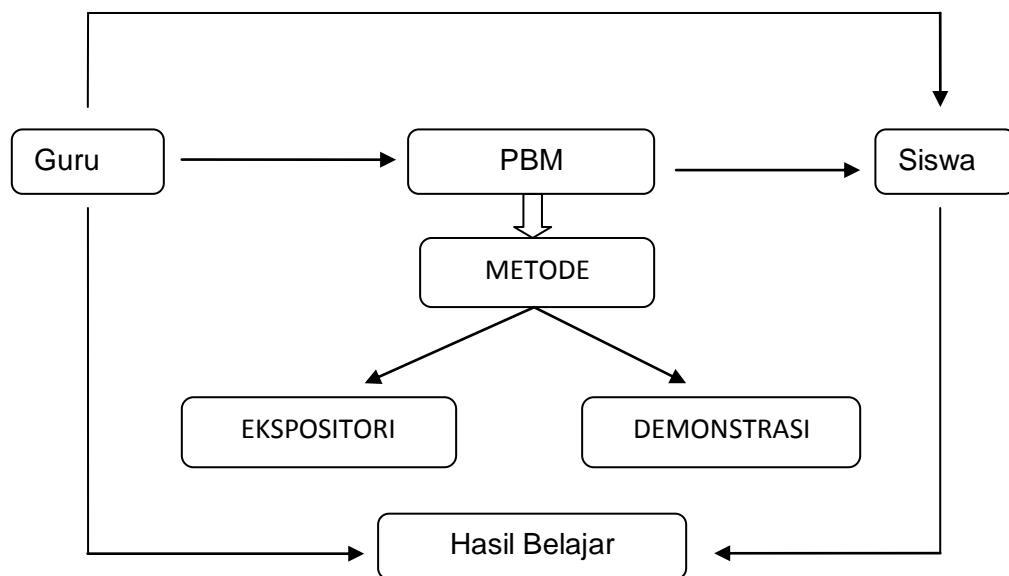 Guru
PBM
Siswa
METODE
EKSPOSITORI
DEMONSTRASI
Hasil Belajar